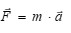 F⃗ = m · a⃗